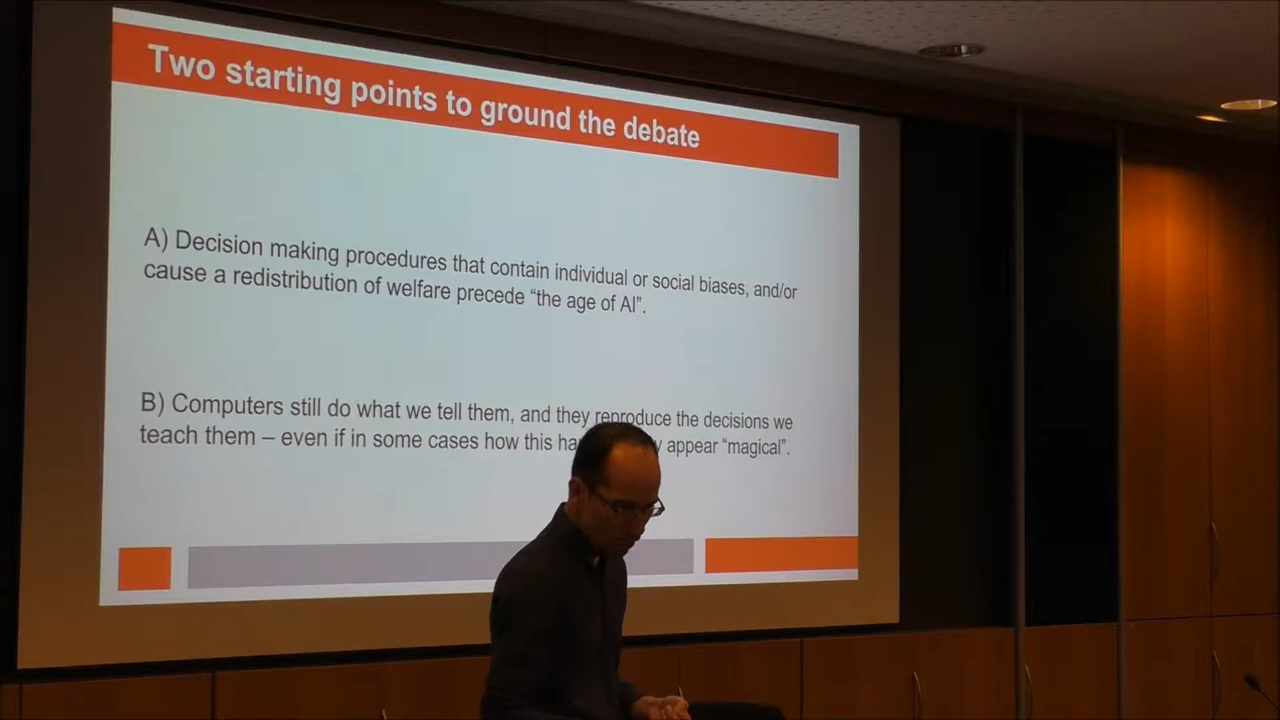 Two starting points to ground the debate
A) Decision making procedures that contain individual or social biases, and/or
cause a redistribution of welfare precede “the age of AI”.
B) Computers still do what we tell them, and they reproduce the decisions we
teach them – even if in some cases how this appear “magical”.